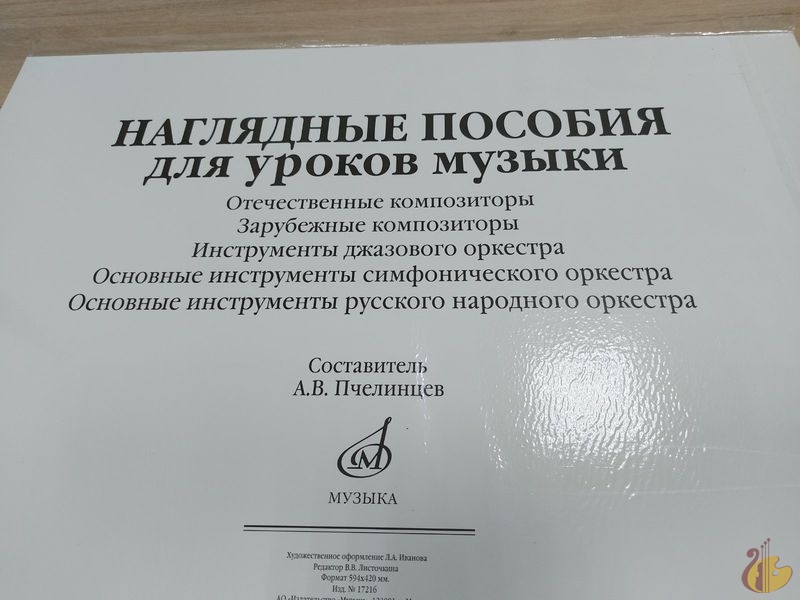 НАГЛЯДНЫЕ ПОСОБИЯ
для уроков музыки
Отечественные композиторы
Зарубежные композиторы
Инструменты джазового оркестра
Основные инструменты симфонического оркестра
Основные инструменты русского народного оркестра
Составитель
А.В. Пчелинцев
М
МУЗЫКА
Художественное оформление Л.А. Иванова
Редактор В.В. Листочкина
Формат 594х420 мм.
Изд. № 17216